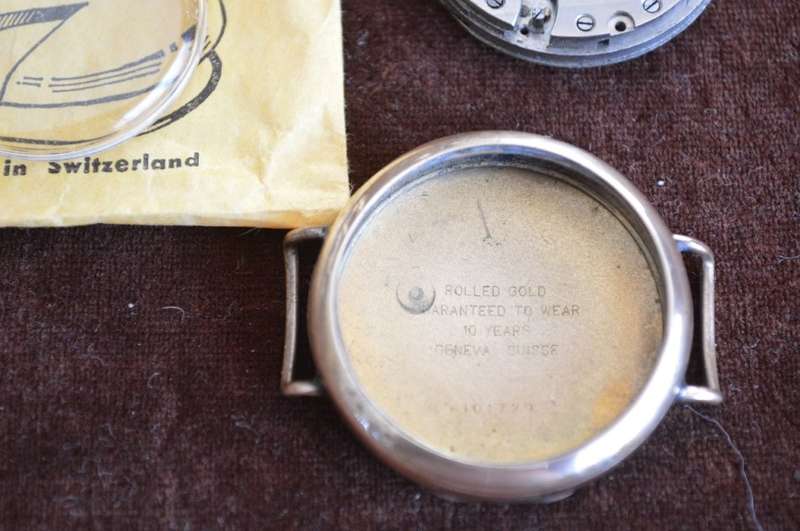 in Switzerland
ROLLED GOLD
ARANTEED TO WEAR
10 YEARS
GENEVA SUISSE